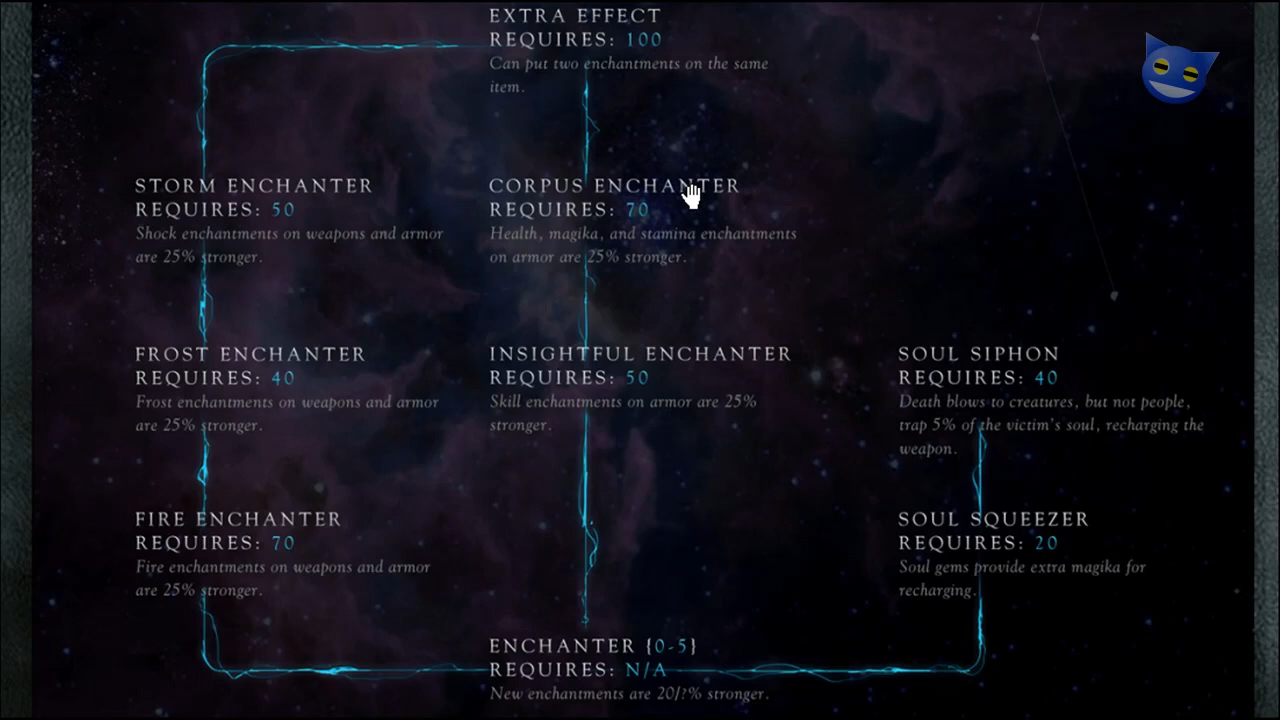 EXTRA EFFECT
REQUIRES: 100
Can put two enchantments on the same
item.
STORM ENCHANTER
REQUIRES: 50
Shock enchantments on weapons and armor
are 25% stronger.
CORPUS ENCHANTER
REQUIRES: 70
Health, magika, and stamina enchantments
on armor are 25% stronger.
FROST ENCHANTER
REQUIRES: 40
Frost enchantments on weapons and armor
are 25% stronger.
INSIGHTFUL ENCHANTER
REQUIRES: 50
Skill enchantments on armor are 25%
stronger.
SOUL SIPHON
REQUIRES: 40
Death blows to creatures, but not people,
trap 5% of the victim's soul, recharging the
weapon.
FIRE ENCHANTER
REQUIRES: 70
Fire enchantments on weapons and armor
are 25% stronger.
SOUL SQUEEZER
REQUIRES: 20
Soul gems provide extra magika for
recharging.
ENCHANTER {0-5}
REQUIRES: N/A
New enchantments are 20/?% stronger.